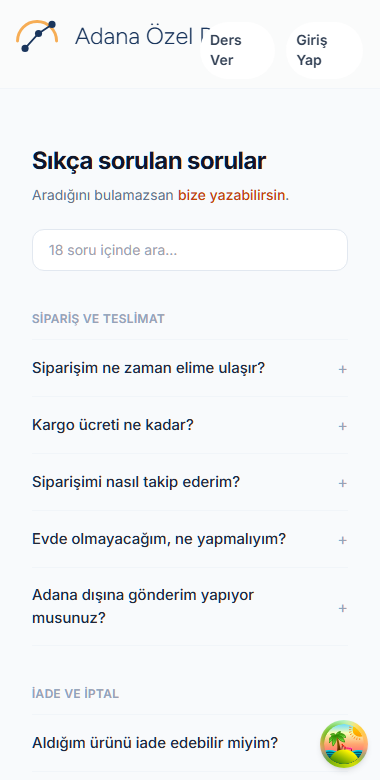 Adana Özel
Ders
Ver
Giriş
Yap
Sıkça sorulan sorular
Aradığını bulamazsan bize yazabilirsin.
18 soru içinde ara...
SİPARİŞ VE TESLİMAT
Siparişim ne zaman elime ulaşır?
+
Kargo ücreti ne kadar?
+
Siparişimi nasıl takip ederim?
+
Evde olmayacağım, ne yapmalıyım?
+
Adana dışına gönderim yapıyor
musunuz?
+
İADE VE İPTAL
Aldığım ürünü iade edebilir miyim?